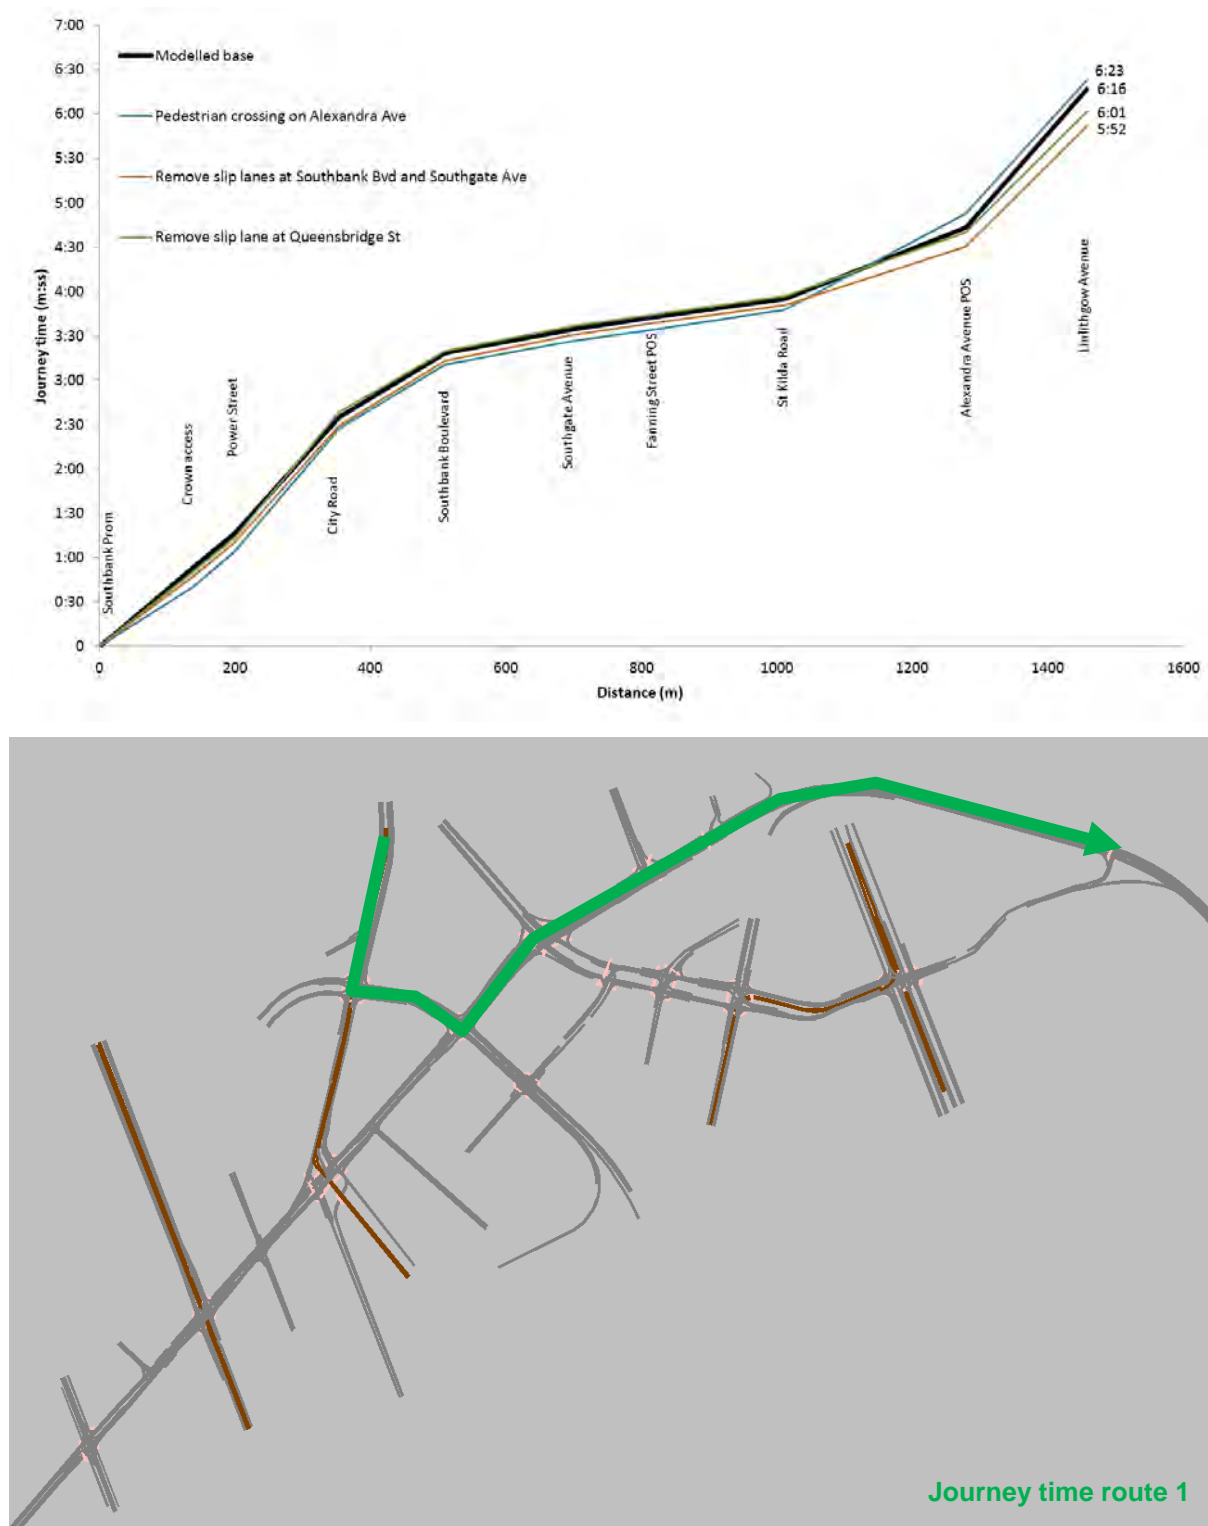 7:00
6:30
6:00
5:30
5:00
4:30
4:00
3:30
3:00
2:30
2:00
1:30
1:00
0:30
0
Journey time (m:ss)
Modelled base
Pedestrian crossing on Alexandra Ave
Remove slip lanes at Southbank Bvd and Southgate Ave
Remove slip lane at Queensbridge St
6:23
6:16
6:01
5:52
Southbank Prom
Crown access
Power Street
City Road
Southbank Boulevard
Southgate Avenue
Fanning Street POS
St Kilda Road
Alexandra Avenue POS
Linlithgow Avenue
0
200
400
600
800
1000
1200
1400
1600
Distance (m)
Journey time route 1